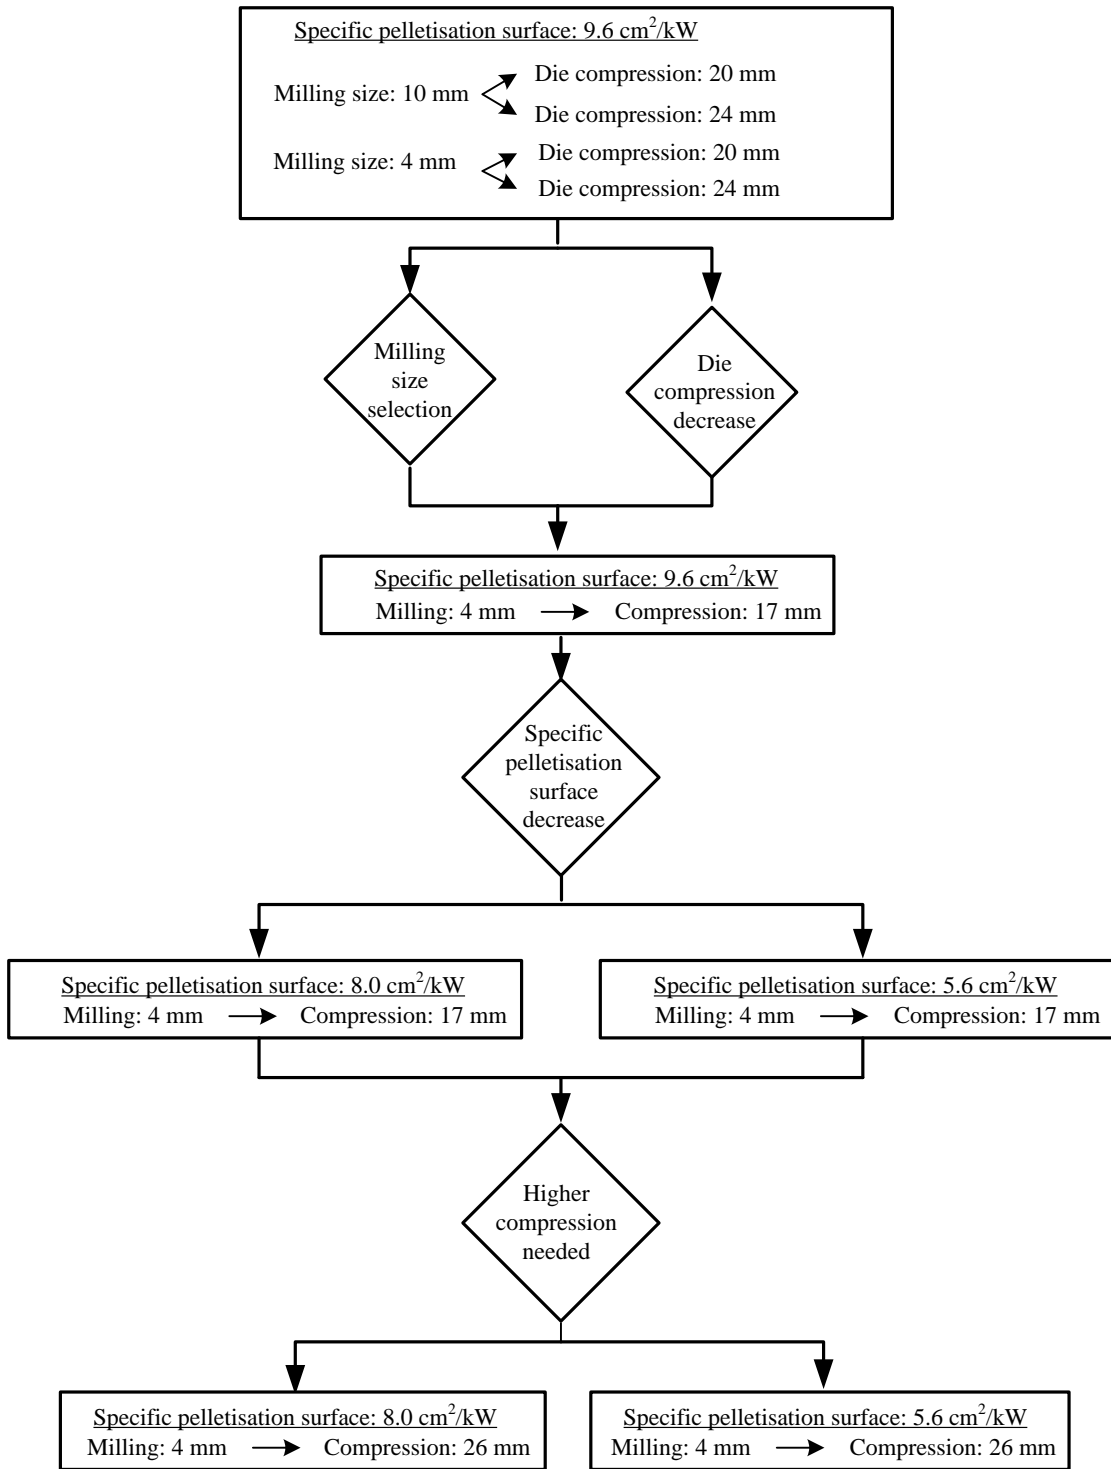 Specific pelletisation surface: 9.6 cm²/kW
Milling size: 10 mm
Die compression: 20 mm
Die compression: 24 mm
Milling size: 4 mm
Die compression: 20 mm
Die compression: 24 mm
Milling
size
selection
Die
compression
decrease
Specific pelletisation surface: 9.6 cm²/kW
Milling: 4 mm → Compression: 17 mm
Specific
pelletisation
surface
decrease
Specific pelletisation surface: 8.0 cm²/kW
Milling: 4 mm → Compression: 17 mm
Specific pelletisation surface: 5.6 cm²/kW
Milling: 4 mm → Compression: 17 mm
Higher
compression
needed
Specific pelletisation surface: 8.0 cm²/kW
Milling: 4 mm → Compression: 26 mm
Specific pelletisation surface: 5.6 cm²/kW
Milling: 4 mm → Compression: 26 mm